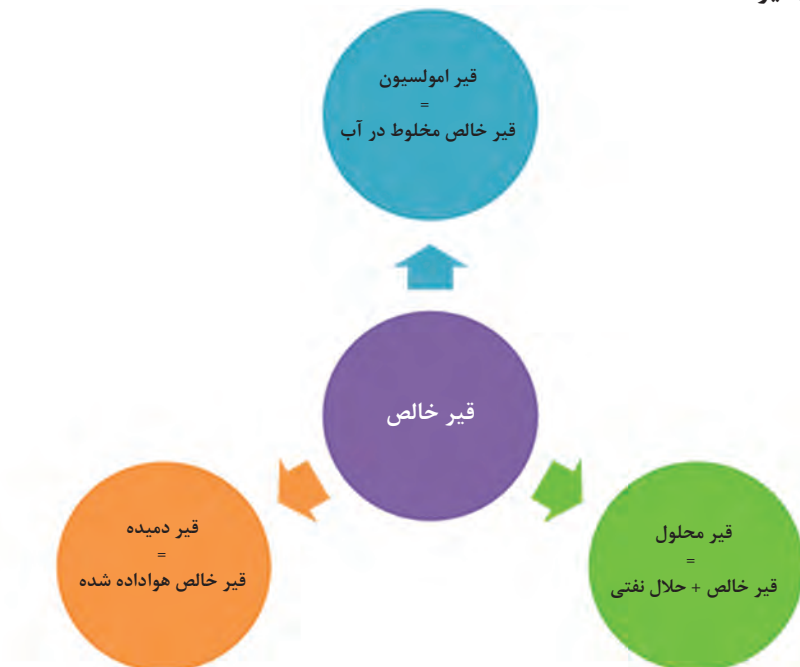 قیر امولسیون
=
قیر خالص مخلوط در آب
قیر خالص
قیر دمیده
=
قیر خالص هواداده شده
قیر محلول
=
قیر خالص + حلال نفتی